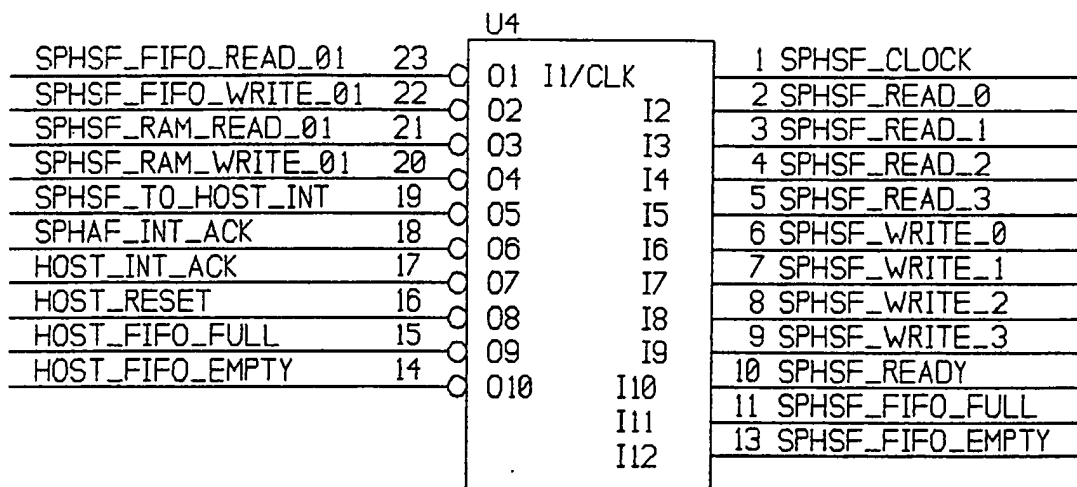 U4
SPHSF_FIFO_READ_01 23 O1 I1/CLK 1 SPHSF_CLOCK
SPHSF_FIFO_WRITE_01 22 O2 I2 2 SPHSF_READ_0
SPHSF_RAM_READ_01 21 O3 I3 3 SPHSF_READ_1
SPHSF_RAM_WRITE_01 20 O4 I4 4 SPHSF_READ_2
SPHSF_TO_HOST_INT 19 O5 I5 5 SPHSF_READ_3
SPHAF_INT_ACK 18 O6 I6 6 SPHSF_WRITE_0
HOST_INT_ACK 17 O7 I7 7 SPHSF_WRITE_1
HOST_RESET 16 O8 I8 8 SPHSF_WRITE_2
HOST_FIFO_FULL 15 O9 I9 9 SPHSF_WRITE_3
HOST_FIFO_EMPTY 14 O10 I10 10 SPHSF_READY
I11 11 SPHSF_FIFO_FULL
I12 13 SPHSF_FIFO_EMPTY